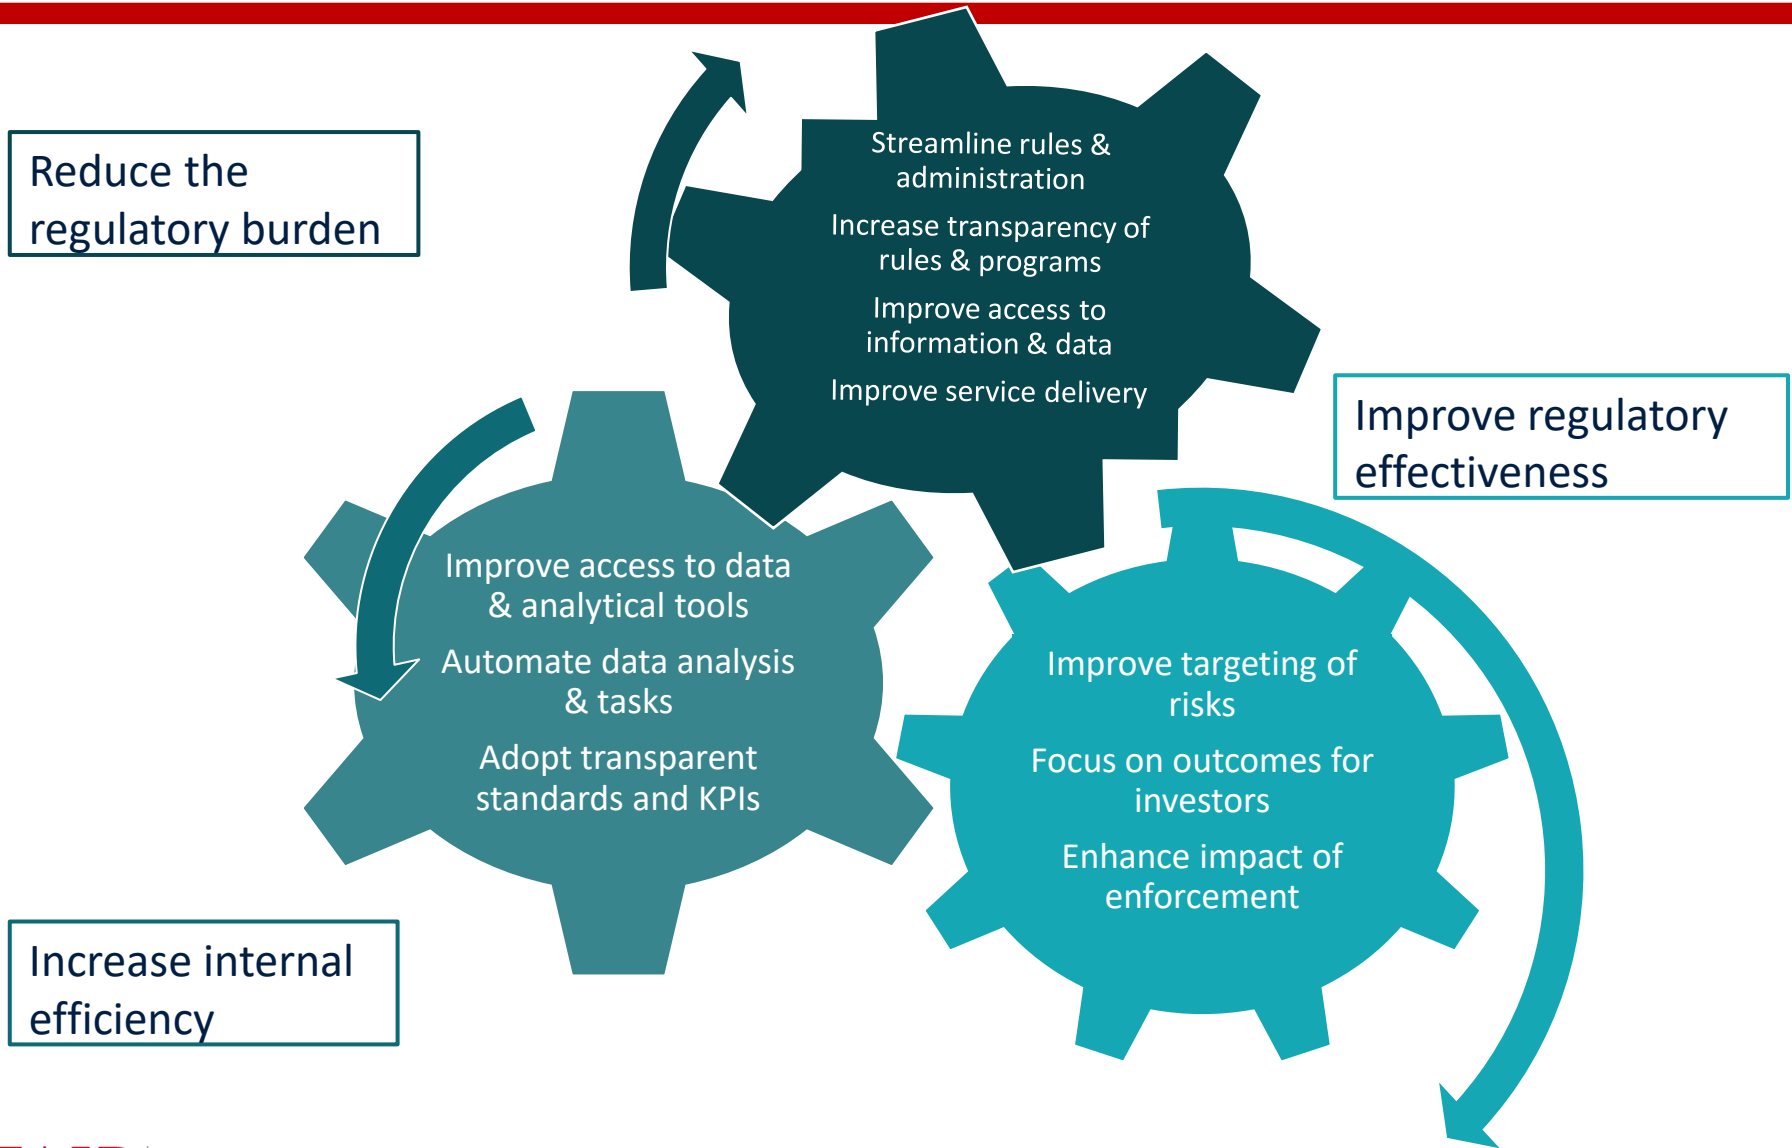 Reduce the
regulatory burden
Streamline rules &
administration
Increase transparency of
rules & programs
Improve access to
information & data
Improve service delivery
Improve regulatory
effectiveness
Improve access to data
& analytical tools
Automate data analysis
& tasks
Adopt transparent
standards and KPIs
Improve targeting of
risks
Focus on outcomes for
investors
Enhance impact of
enforcement
Increase internal
efficiency